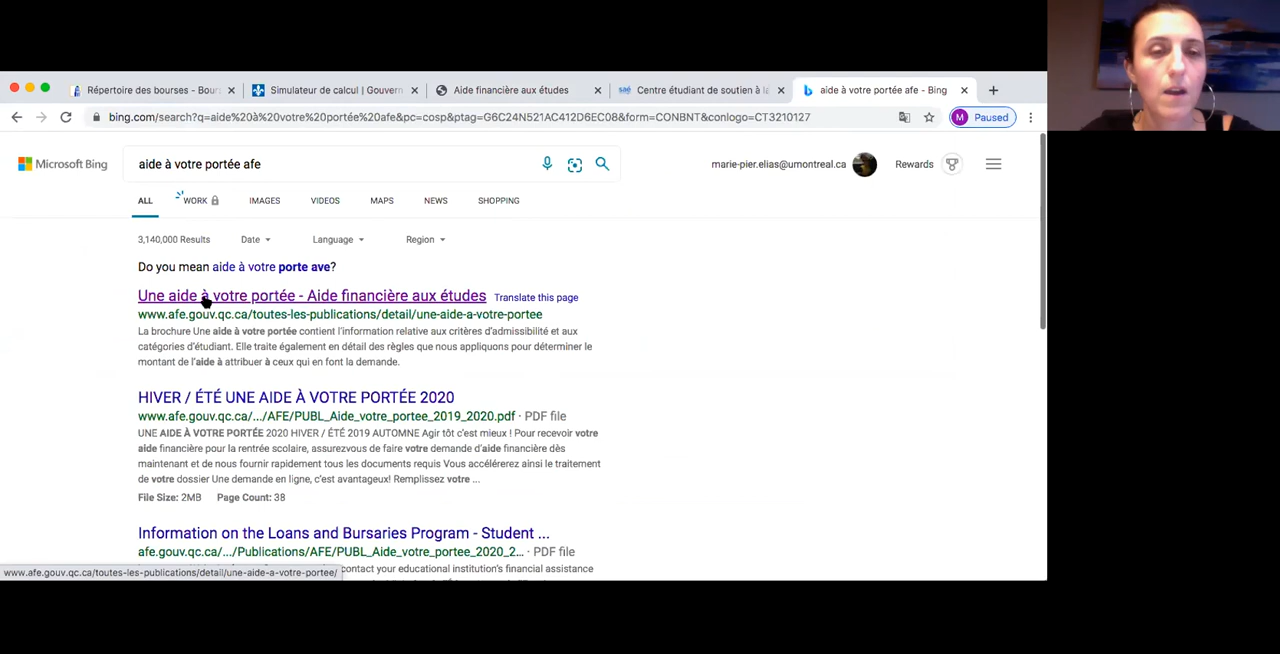 Répertoire des bourses - Bour
Simulateur de calcul | Gouvern
Aide financière aux études
Centre étudiant de soutien à la
aide à votre portée afe - Bing
bing.com/search?q=aide%20à%20votre%20portée%20afe&pc=cosp&ptag=G6C24N521AC412D6EC08&form=CONBNT&conlogo=CT3210127
M Paused
Microsoft Bing
aide à votre portée afe
marie-pier.elias@umontreal.ca
Rewards
ALL WORK IMAGES VIDEOS MAPS NEWS SHOPPING
3,140,000 Results Date Language Region
Do you mean aide à votre porte ave?
Une aide à votre portée - Aide financière aux études Translate this page
www.afe.gouv.qc.ca/toutes-les-publications/detail/une-aide-a-votre-portee
La brochure Une aide à votre portée contient l'information relative aux critères d'admissibilité et aux
catégories d'étudiant. Elle traite également en détail des règles que nous appliquons pour déterminer le
montant de l'aide à attribuer à ceux qui en font la demande.
HIVER / ÉTÉ UNE AIDE À VOTRE PORTÉE 2020
www.afe.gouv.qc.ca/.../AFE/PUBL_Aide_votre_portee_2019_2020.pdf · PDF file
UNE AIDE À VOTRE PORTÉE 2020 HIVER / ÉTÉ 2019 AUTOMNE Agir tôt c'est mieux ! Pour recevoir votre
aide financière pour la rentrée scolaire, assurezvous de faire votre demande d'aide financière dès
maintenant et de nous fournir rapidement tous les documents requis Vous accélérerez ainsi le traitement
de votre dossier Une demande en ligne, c'est avantageux! Remplissez votre ...
File Size: 2MB Page Count: 38
Information on the Loans and Bursaries Program - Student ...
afe.gouv.qc.ca/.../Publications/AFE/PUBL_Aide_votre_portee_2020_2... · PDF file
contact your educational institution's financial assistance
www.afe.gouv.qc.ca/toutes-les-publications/detail/une-aide-a-votre-portee/